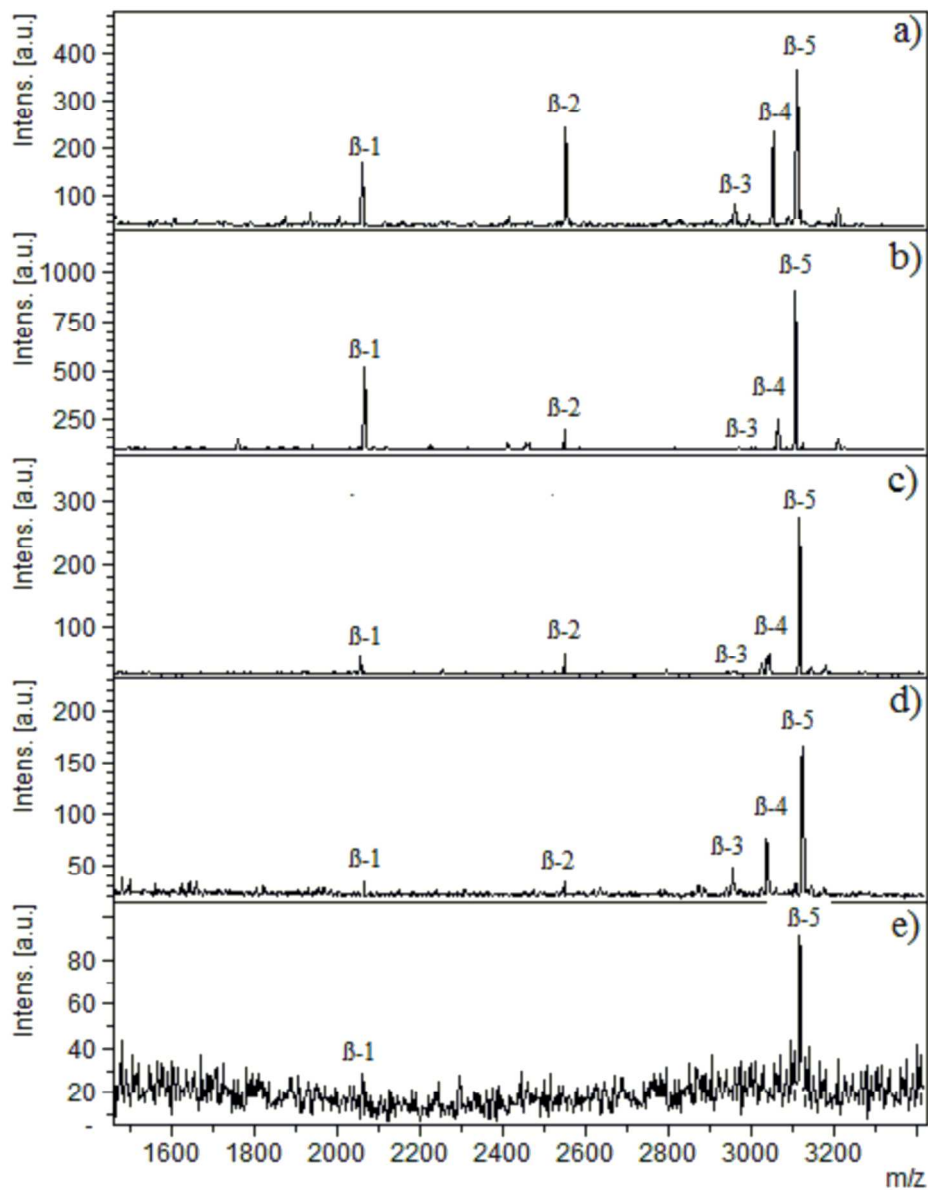 Intens. [a.u.]
a)
400
300
200
100
ß-1
ß-2
ß-3
ß-4
ß-5
Intens. [a.u.]
b)
1000
750
500
250
ß-1
ß-2
ß-3
ß-4
ß-5
Intens. [a.u.]
c)
300
200
100
ß-1
ß-2
ß-3
ß-4
ß-5
Intens. [a.u.]
d)
200
150
100
50
ß-1
ß-2
ß-3
ß-4
ß-5
Intens. [a.u.]
e)
80
60
40
20
ß-1
ß-5
1600 2000 2200 2400 2600 2800 3000 3200
m/z